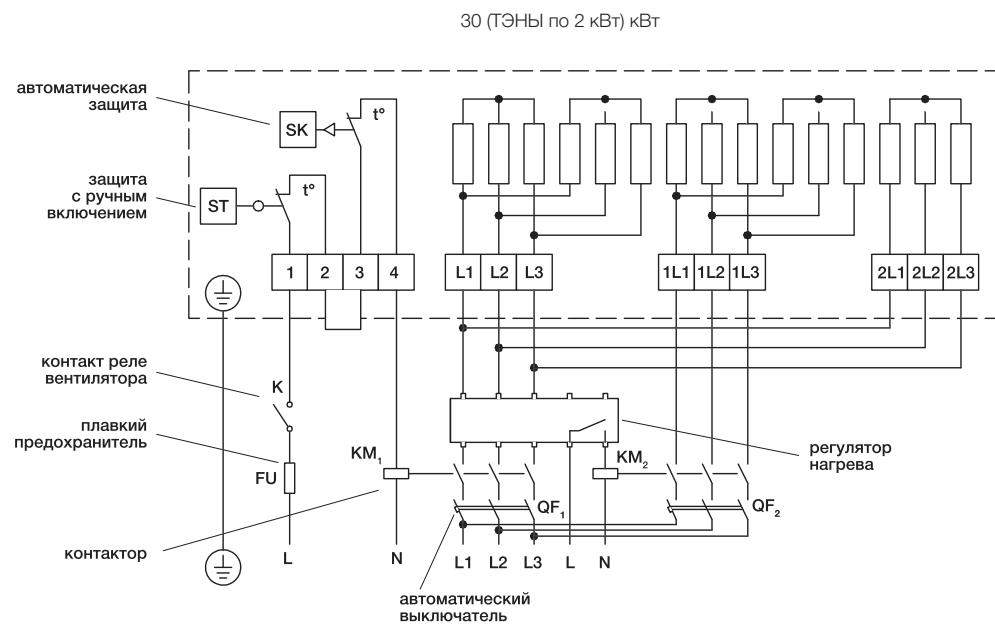 30 (ТЭНЫ по 2 кВт) кВт
автоматическая
защита
SK
t°
защита
с ручным
включением
ST
t°
1 2 3 4
L1 L2 L3
1L1 1L2 1L3
2L1 2L2 2L3
контакт реле
вентилятора
K
плавкий
предохранитель
FU
KM1
KM2
регулятор
нагрева
QF1
QF2
контактор
L N L1 L2 L3 L N
автоматический
выключатель